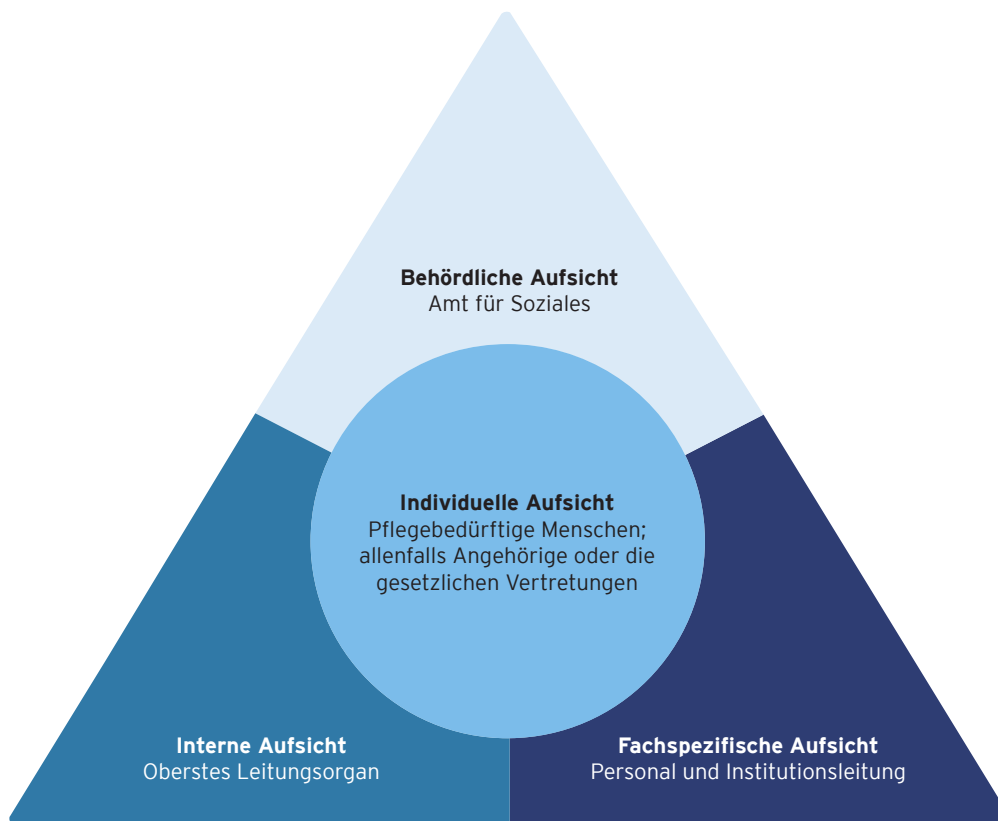 Behördliche Aufsicht
Amt für Soziales
Individuelle Aufsicht
Pflegebedürftige Menschen;
allenfalls Angehörige oder die
gesetzlichen Vertretungen
Interne Aufsicht
Oberstes Leitungsorgan
Fachspezifische Aufsicht
Personal und Institutionsleitung